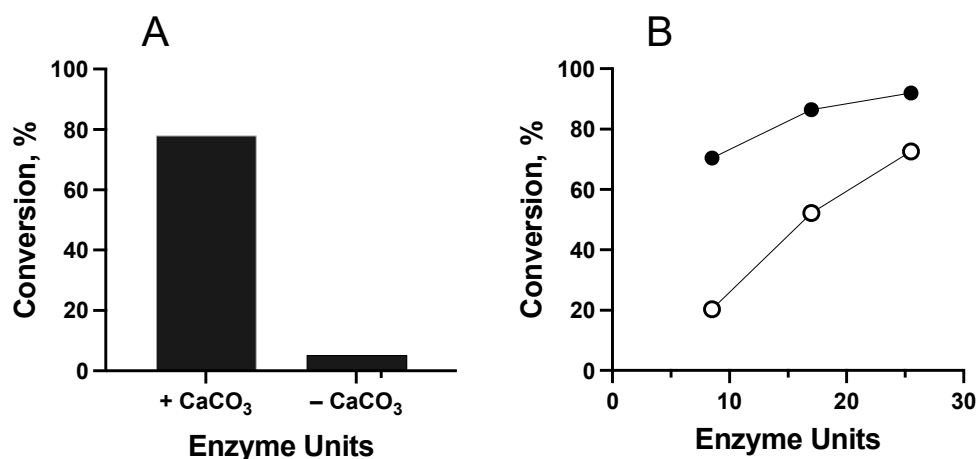 A
Conversion, %
100
80
60
40
20
0
+ CaCO₃ – CaCO₃
Enzyme Units
B
Conversion, %
100
80
60
40
20
0
0 10 20 30
Enzyme Units